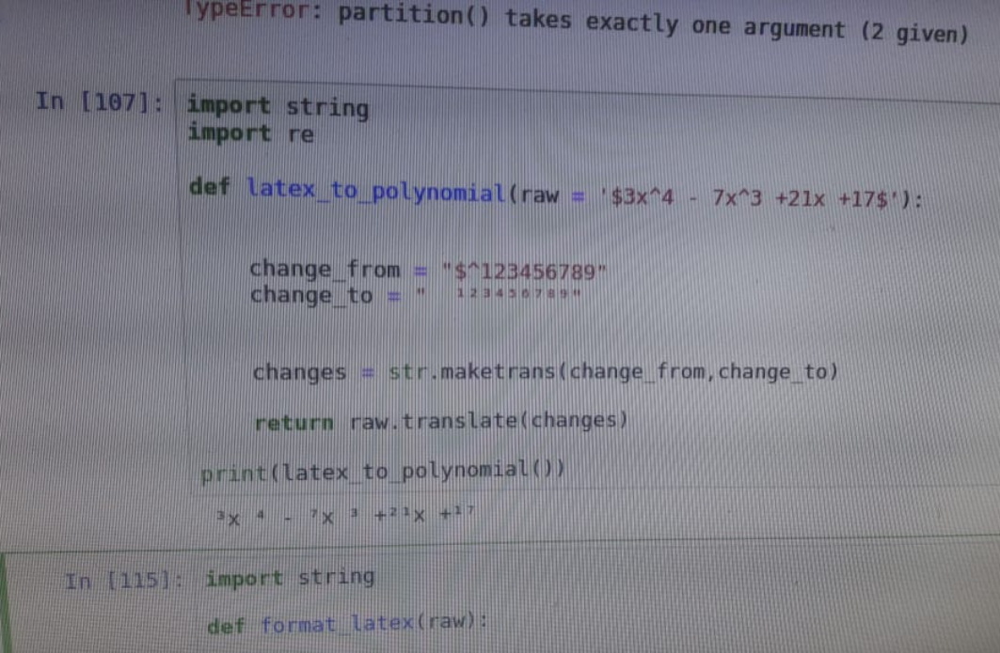 TypeError: partition() takes exactly one argument (2 given)
In [107]: import string
import re
def latex_to_polynomial(raw = '$3x^4 - 7x^3 +21x +17$'):
change_from = "$^123456789"
change_to = "  ¹²³⁴⁵⁶⁷⁸⁹"
changes = str.maketrans(change_from,change_to)
return raw.translate(changes)
print(latex_to_polynomial())
³x ⁴ - ⁷x ³ +²¹x +¹⁷
In [115]: import string
def format_latex(raw):